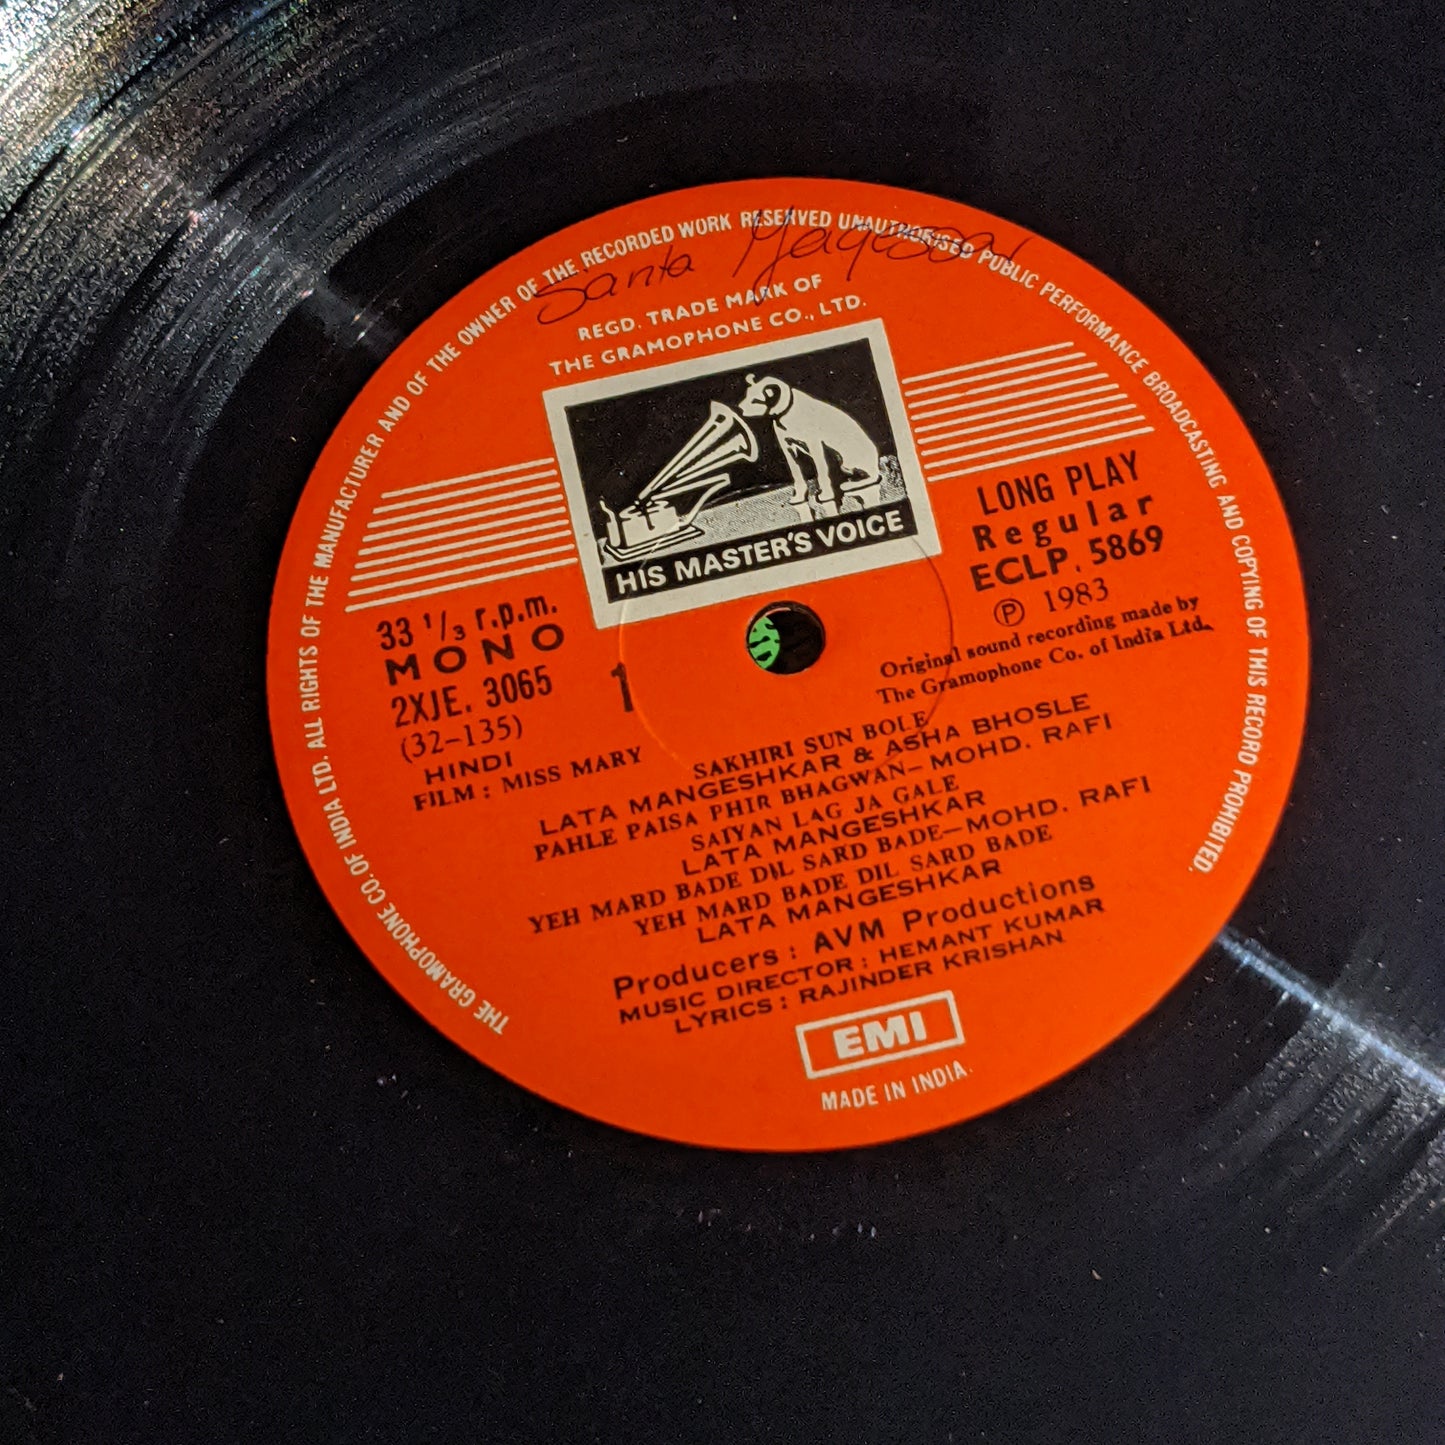 THE GRAMOPHONE CO. OF INDIA LTD. ALL RIGHTS OF THE MANUFACTURER AND OF THE OWNER OF THE RECORDED WORK RESERVED UNAUTHORISED PUBLIC PERFORMANCE BROADCASTING AND COPYING OF THIS RECORD PROHIBITED.
Santa
REGD. TRADE MARK OF
THE GRAMOPHONE CO., LTD.
HIS MASTER'S VOICE
LONG PLAY
Regular
ECLP. 5869
Ⓟ 1983
Original sound recording made by
The Gramophone Co. of India Ltd.
33 1/3 r.p.m.
MONO
2XJE. 3065
(32-135)
1
HINDI
FILM : MISS MARY
SAKHIRI SUN BOLE
LATA MANGESHKAR & ASHA BHOSLE
PAHLE PAISA PHIR BHAGWAN-MOHD. RAFI
SAIYAN LAG JA GALE
LATA MANGESHKAR
YEH MARD BADE DIL SARD BADE-MOHD. RAFI
YEH MARD BADE DIL SARD BADE
LATA MANGESHKAR
Producers : AVM Productions
MUSIC DIRECTOR : HEMANT KUMAR
LYRICS : RAJINDER KRISHAN
EMI
MADE IN INDIA.